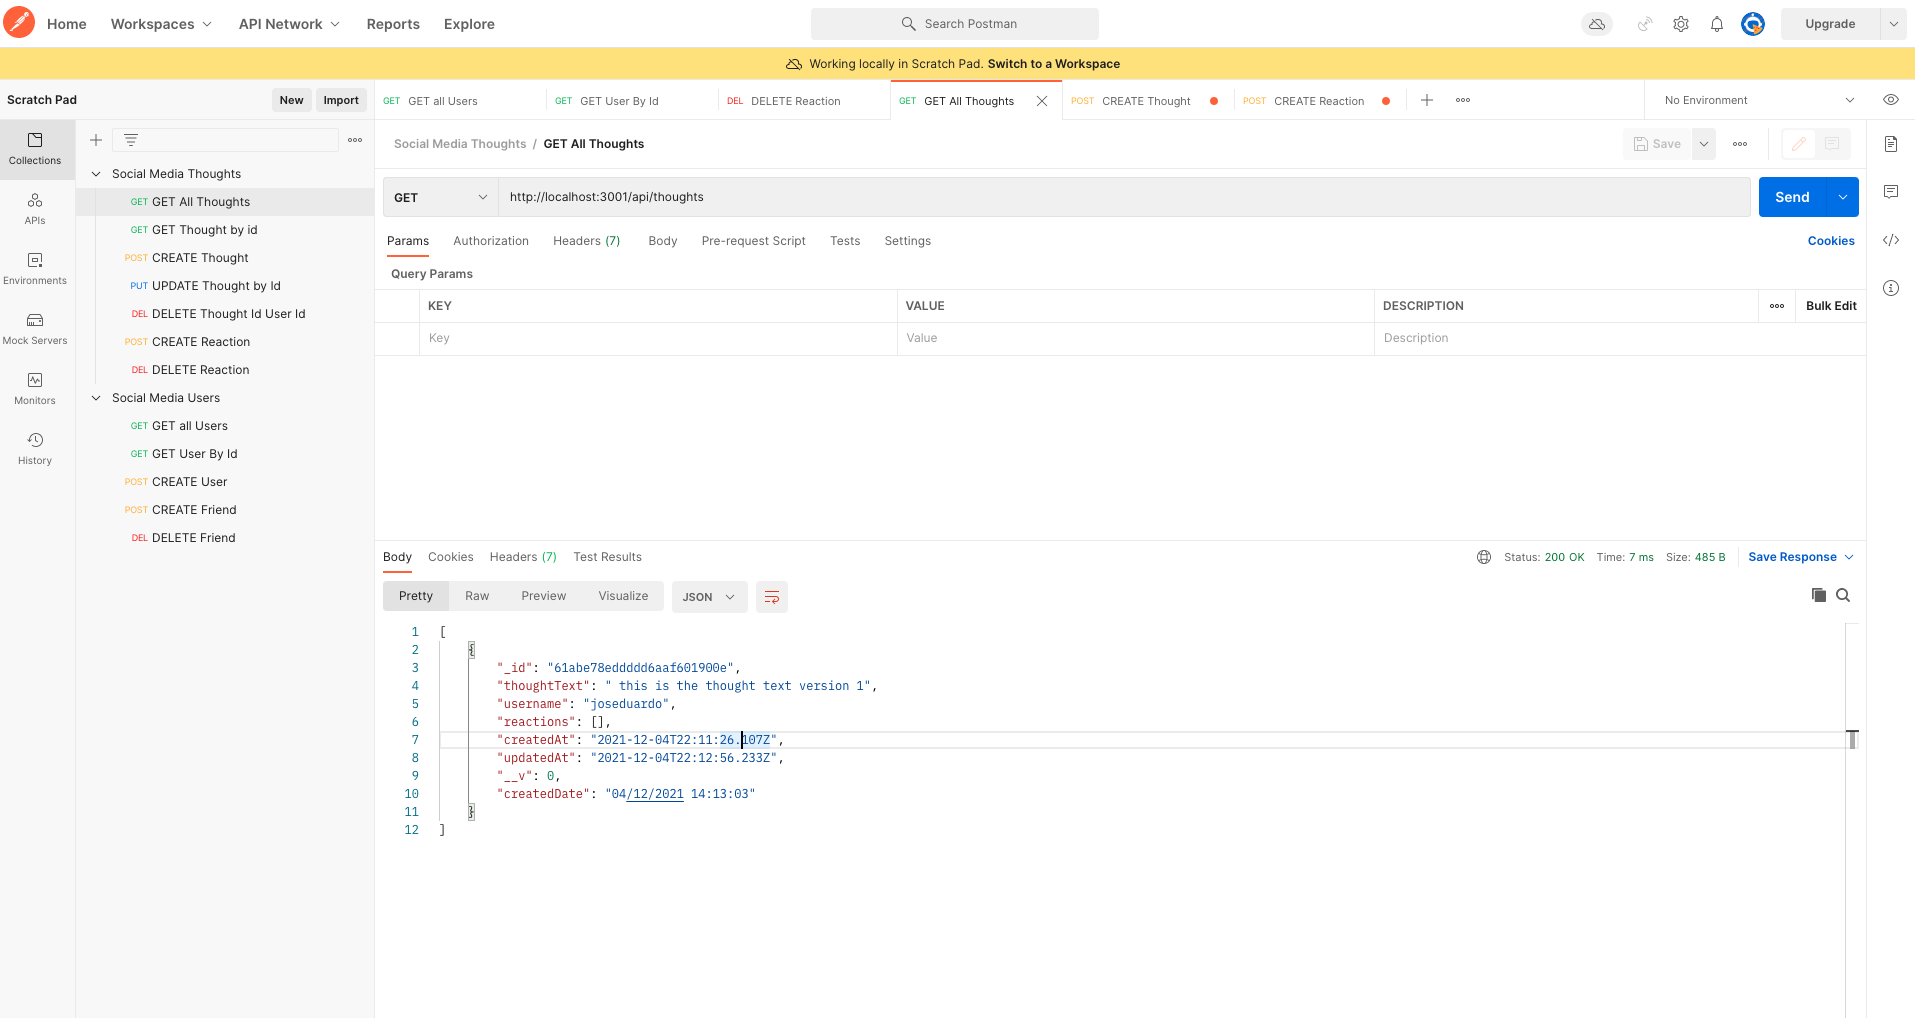 Home Workspaces API Network Reports Explore Search Postman Upgrade
Working locally in Scratch Pad. Switch to a Workspace
Scratch Pad New Import
GET GET all Users GET GET User By Id DEL DELETE Reaction GET GET All Thoughts POST CREATE Thought POST CREATE Reaction No Environment
Collections
APIs
Environments
Mock Servers
Monitors
History
Social Media Thoughts
GET GET All Thoughts
GET GET Thought by id
POST CREATE Thought
PUT UPDATE Thought by Id
DEL DELETE Thought Id User Id
POST CREATE Reaction
DEL DELETE Reaction
Social Media Users
GET GET all Users
GET GET User By Id
POST CREATE User
POST CREATE Friend
DEL DELETE Friend
Social Media Thoughts / GET All Thoughts Save
GET http://localhost:3001/api/thoughts Send
Params Authorization Headers (7) Body Pre-request Script Tests Settings Cookies
Query Params
KEY VALUE DESCRIPTION Bulk Edit
Key Value Description
Body Cookies Headers (7) Test Results Status: 200 OK Time: 7 ms Size: 485 B Save Response
Pretty Raw Preview Visualize JSON
1 [
2 {
3 "_id": "61abe78eddddd6aaf601900e",
4 "thoughtText": " this is the thought text version 1",
5 "username": "joseduardo",
6 "reactions": [],
7 "createdAt": "2021-12-04T22:11:26.107Z",
8 "updatedAt": "2021-12-04T22:12:56.233Z",
9 "__v": 0,
10 "createdDate": "04/12/2021 14:13:03"
11 }
12 ]